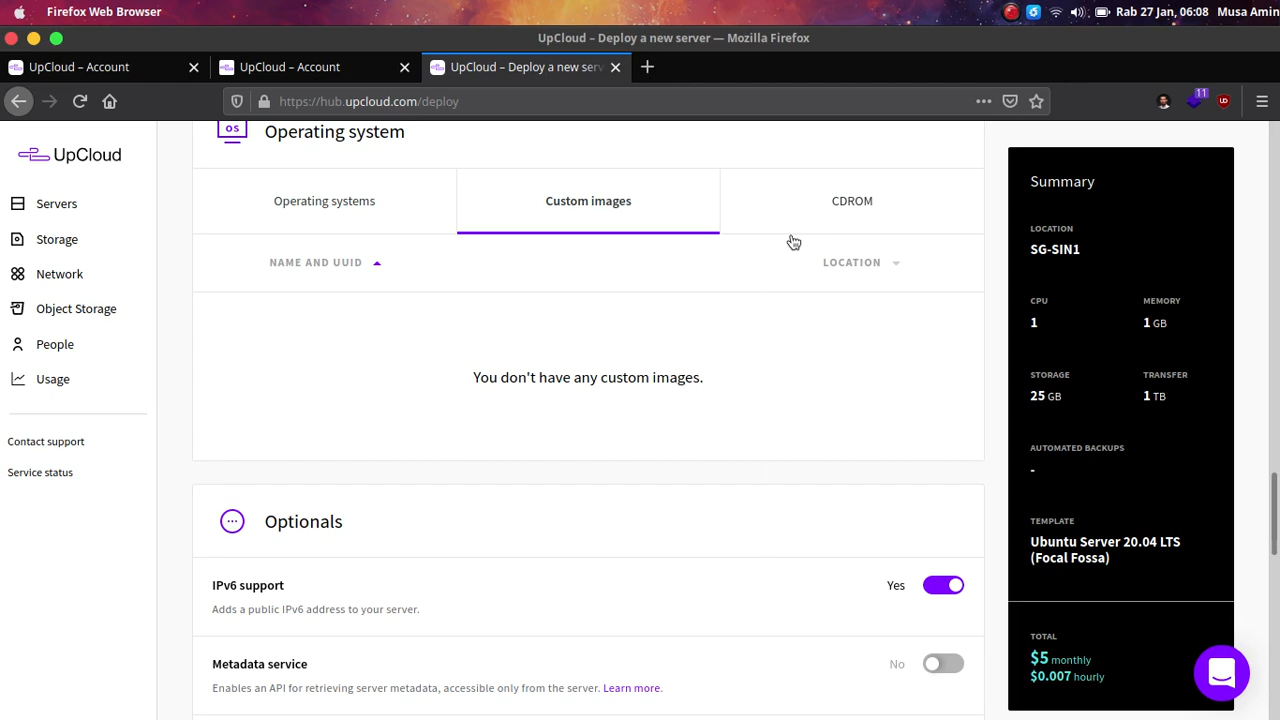 Firefox Web Browser
Rab 27 Jan, 06:08 Musa Amin
UpCloud – Deploy a new server — Mozilla Firefox
UpCloud – Account
UpCloud – Account
UpCloud – Deploy a new serv
https://hub.upcloud.com/deploy
11
UD
UpCloud
Servers
Storage
Network
Object Storage
People
Usage
Contact support
Service status
OS
Operating system
Operating systems
Custom images
CDROM
NAME AND UUID
LOCATION
You don't have any custom images.
Optionals
IPv6 support
Yes
Adds a public IPv6 address to your server.
Metadata service
No
Enables an API for retrieving server metadata, accessible only from the server. Learn more.
Summary
LOCATION
SG-SIN1
CPU
MEMORY
1
1 GB
STORAGE
TRANSFER
25 GB
1 TB
AUTOMATED BACKUPS
-
TEMPLATE
Ubuntu Server 20.04 LTS
(Focal Fossa)
TOTAL
$5 monthly
$0.007 hourly